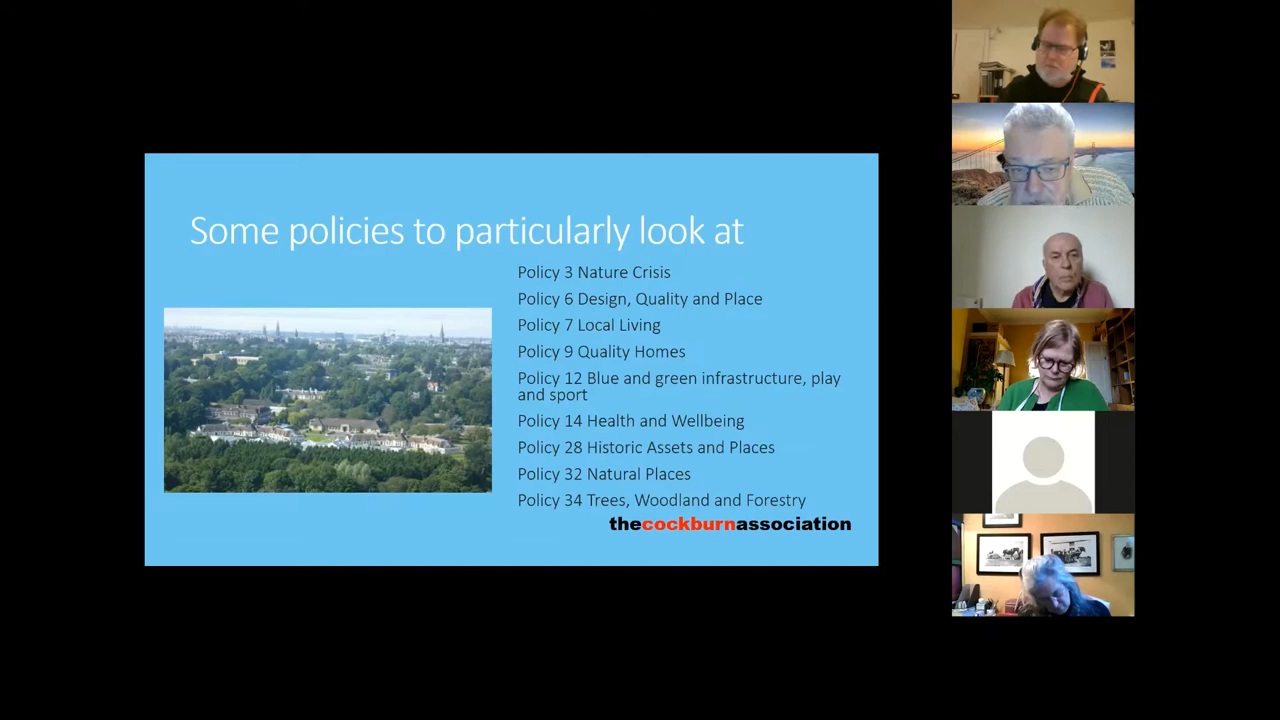 Some policies to particularly look at
Policy 3 Nature Crisis
Policy 6 Design, Quality and Place
Policy 7 Local Living
Policy 9 Quality Homes
Policy 12 Blue and green infrastructure, play
and sport
Policy 14 Health and Wellbeing
Policy 28 Historic Assets and Places
Policy 32 Natural Places
Policy 34 Trees, Woodland and Forestry
thecockburnassociation